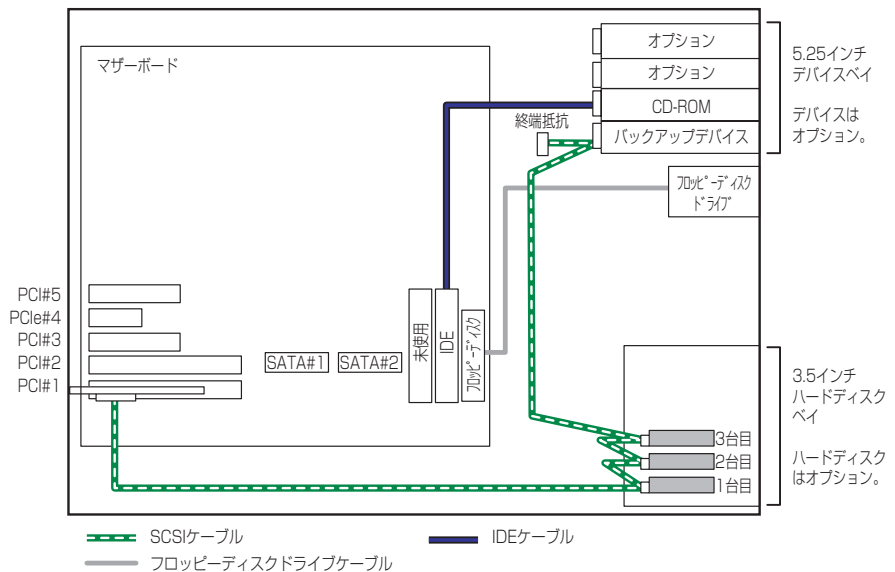 マザーボード
オプション
オプション
CD-ROM
バックアップデバイス
終端抵抗
5.25インチ
デバイスベイ
デバイスは
オプション。
フロッピーディスク
ドライブ
PCI#5
PCIe#4
PCI#3
PCI#2
PCI#1
SATA#1
SATA#2
未使用
IDE
フロッピーディスク
3.5インチ
ハードディスク
ベイ
ハードディスク
はオプション。
3台目
2台目
1台目
SCSIケーブル
IDEケーブル
フロッピーディスクドライブケーブル